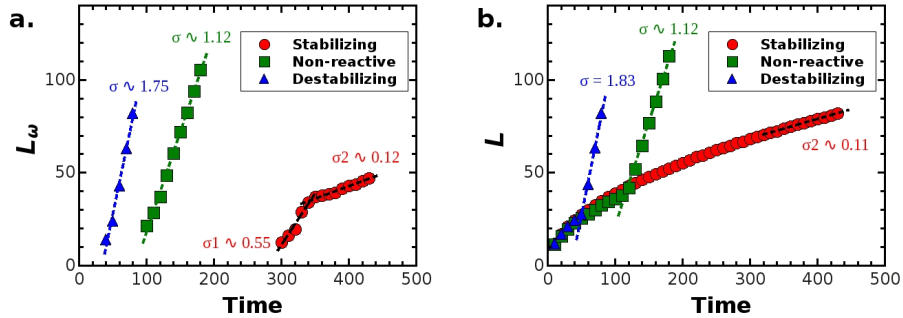 a.
σ ∿ 1.12
σ ∿ 1.75
Stabilizing
Non-reactive
Destabilizing
σ2 ∿ 0.12
σ1 ∿ 0.55
100
50
0
0 100 200 300 400 500
Lω
Time
b.
σ ∿ 1.12
σ = 1.83
Stabilizing
Non-reactive
Destabilizing
σ2 ∿ 0.11
100
50
0
0 100 200 300 400 500
L
Time